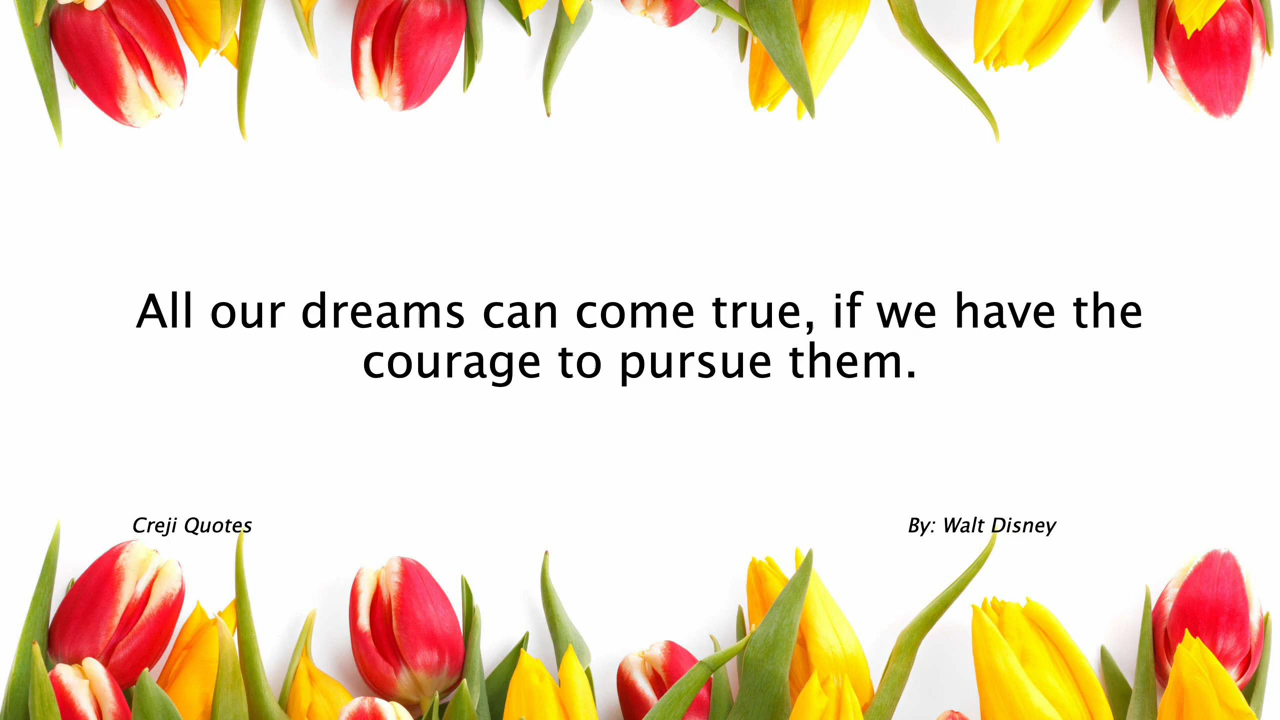 All our dreams can come true, if we have the
courage to pursue them.
Creji Quotes
By: Walt Disney